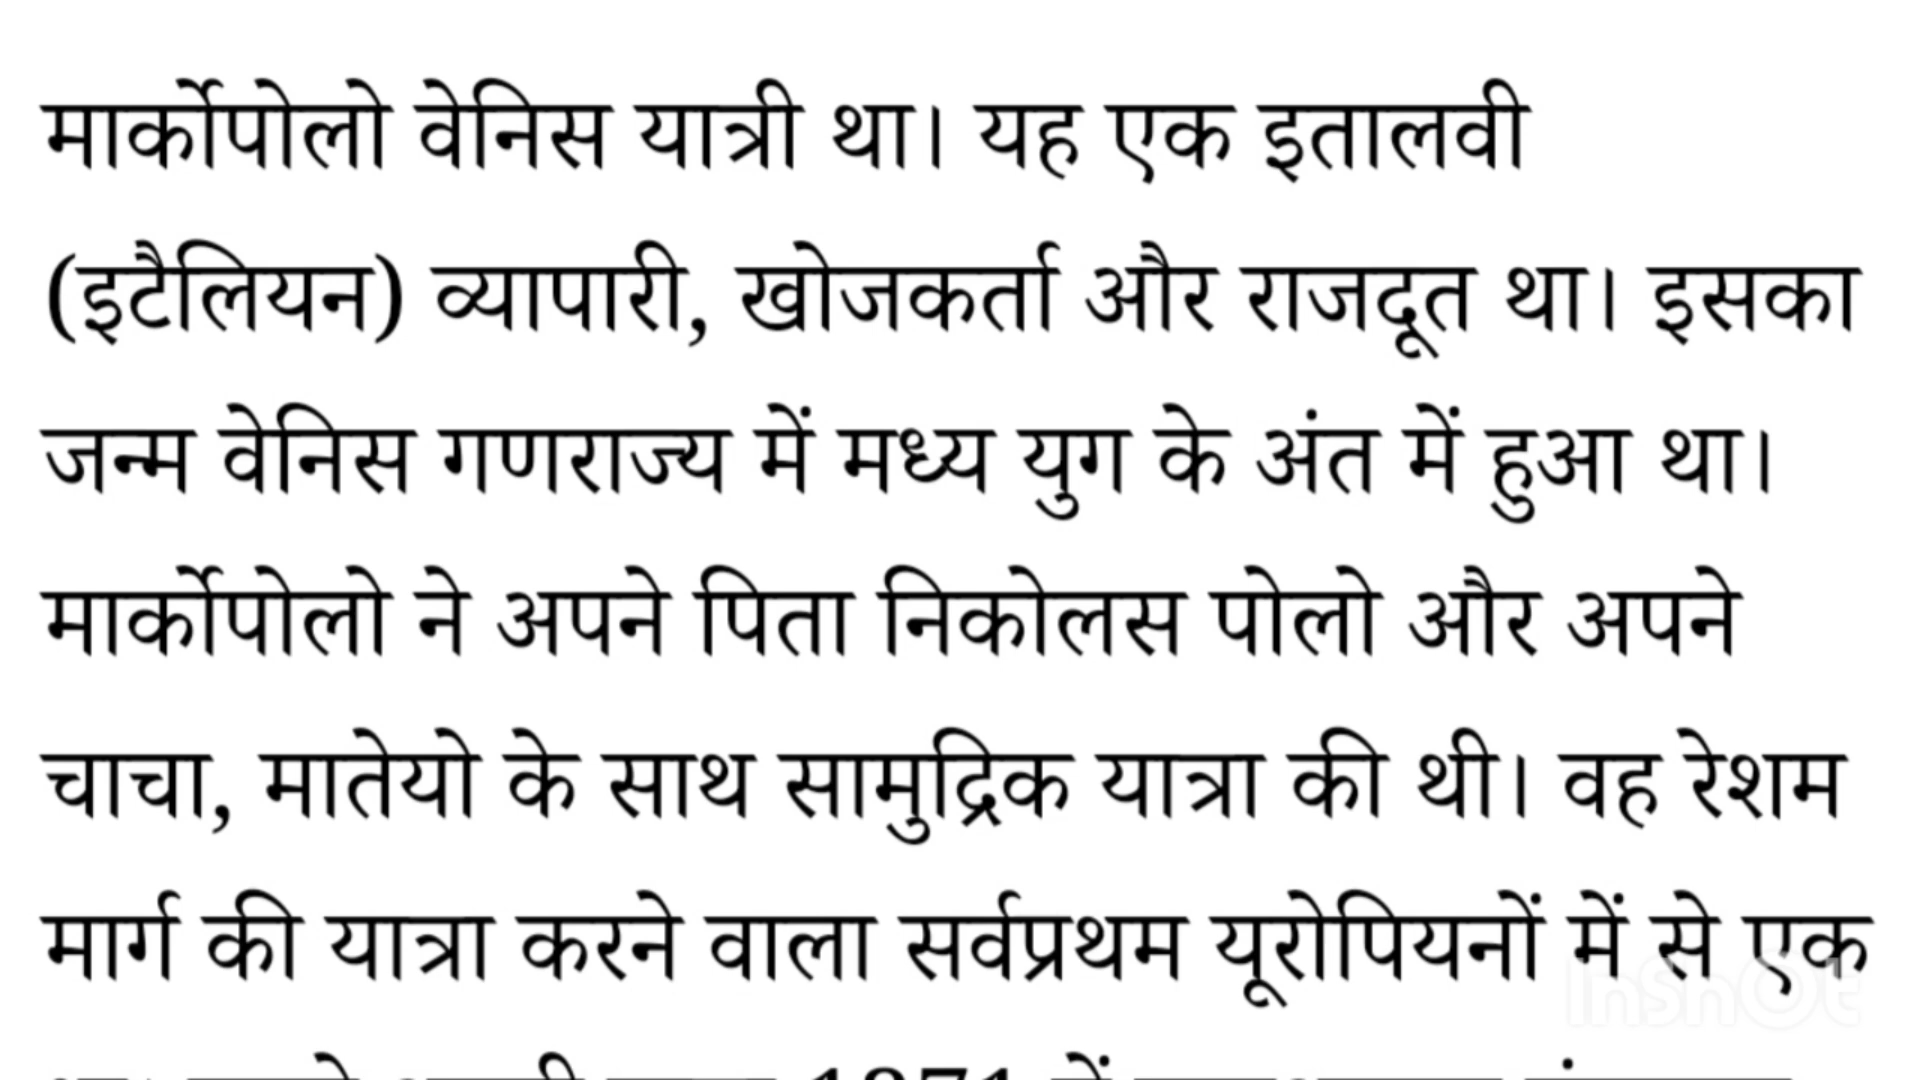 मार्कोपोलो वेनिस यात्री था। यह एक इतालवी
(इटैलियन) व्यापारी, खोजकर्ता और राजदूत था। इसका
जन्म वेनिस गणराज्य में मध्य युग के अंत में हुआ था।
मार्कोपोलो ने अपने पिता निकोलस पोलो और अपने
चाचा, मातेयो के साथ सामुद्रिक यात्रा की थी। वह रेशम
मार्ग की यात्रा करने वाला सर्वप्रथम यूरोपियनों में से एक
InShOt